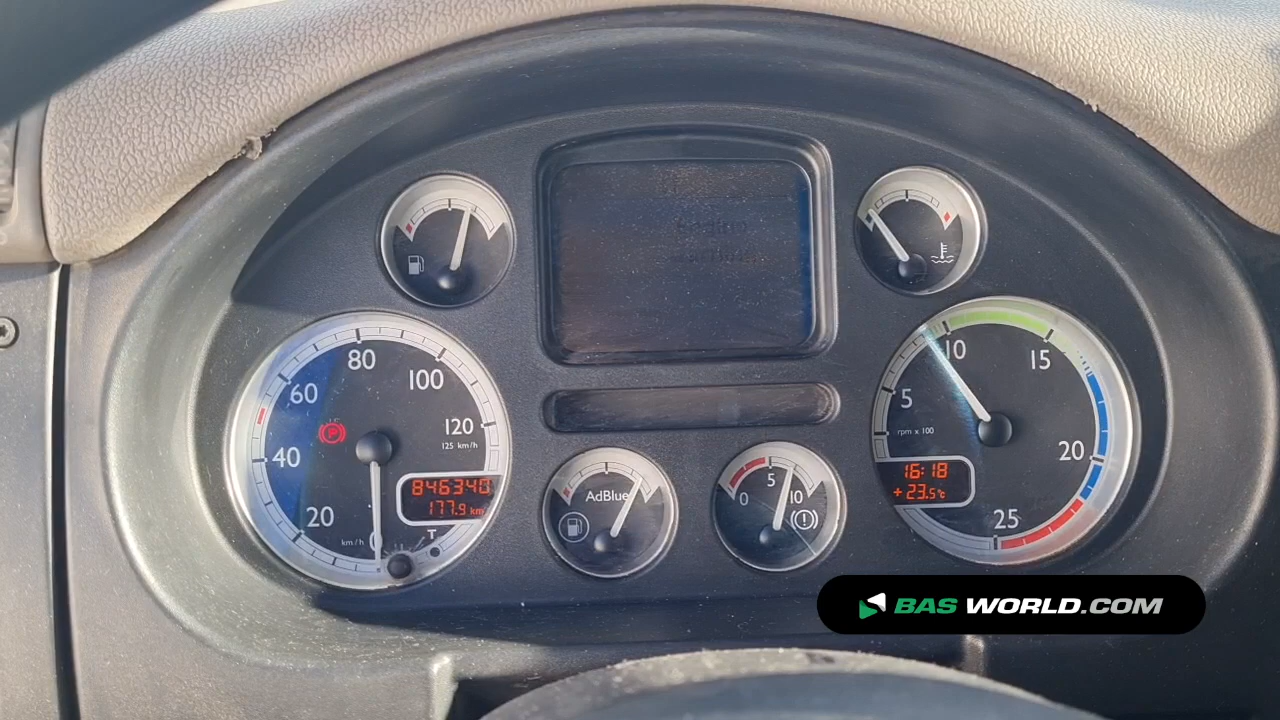 80
60
100
120
125 km/h
40
20
km/h
0
846340
177.9 km
T
AdBlue
0
5
10
5
10
15
20
25
rpm x 100
16:18
+23.5°C
P
BAS WORLD.COM